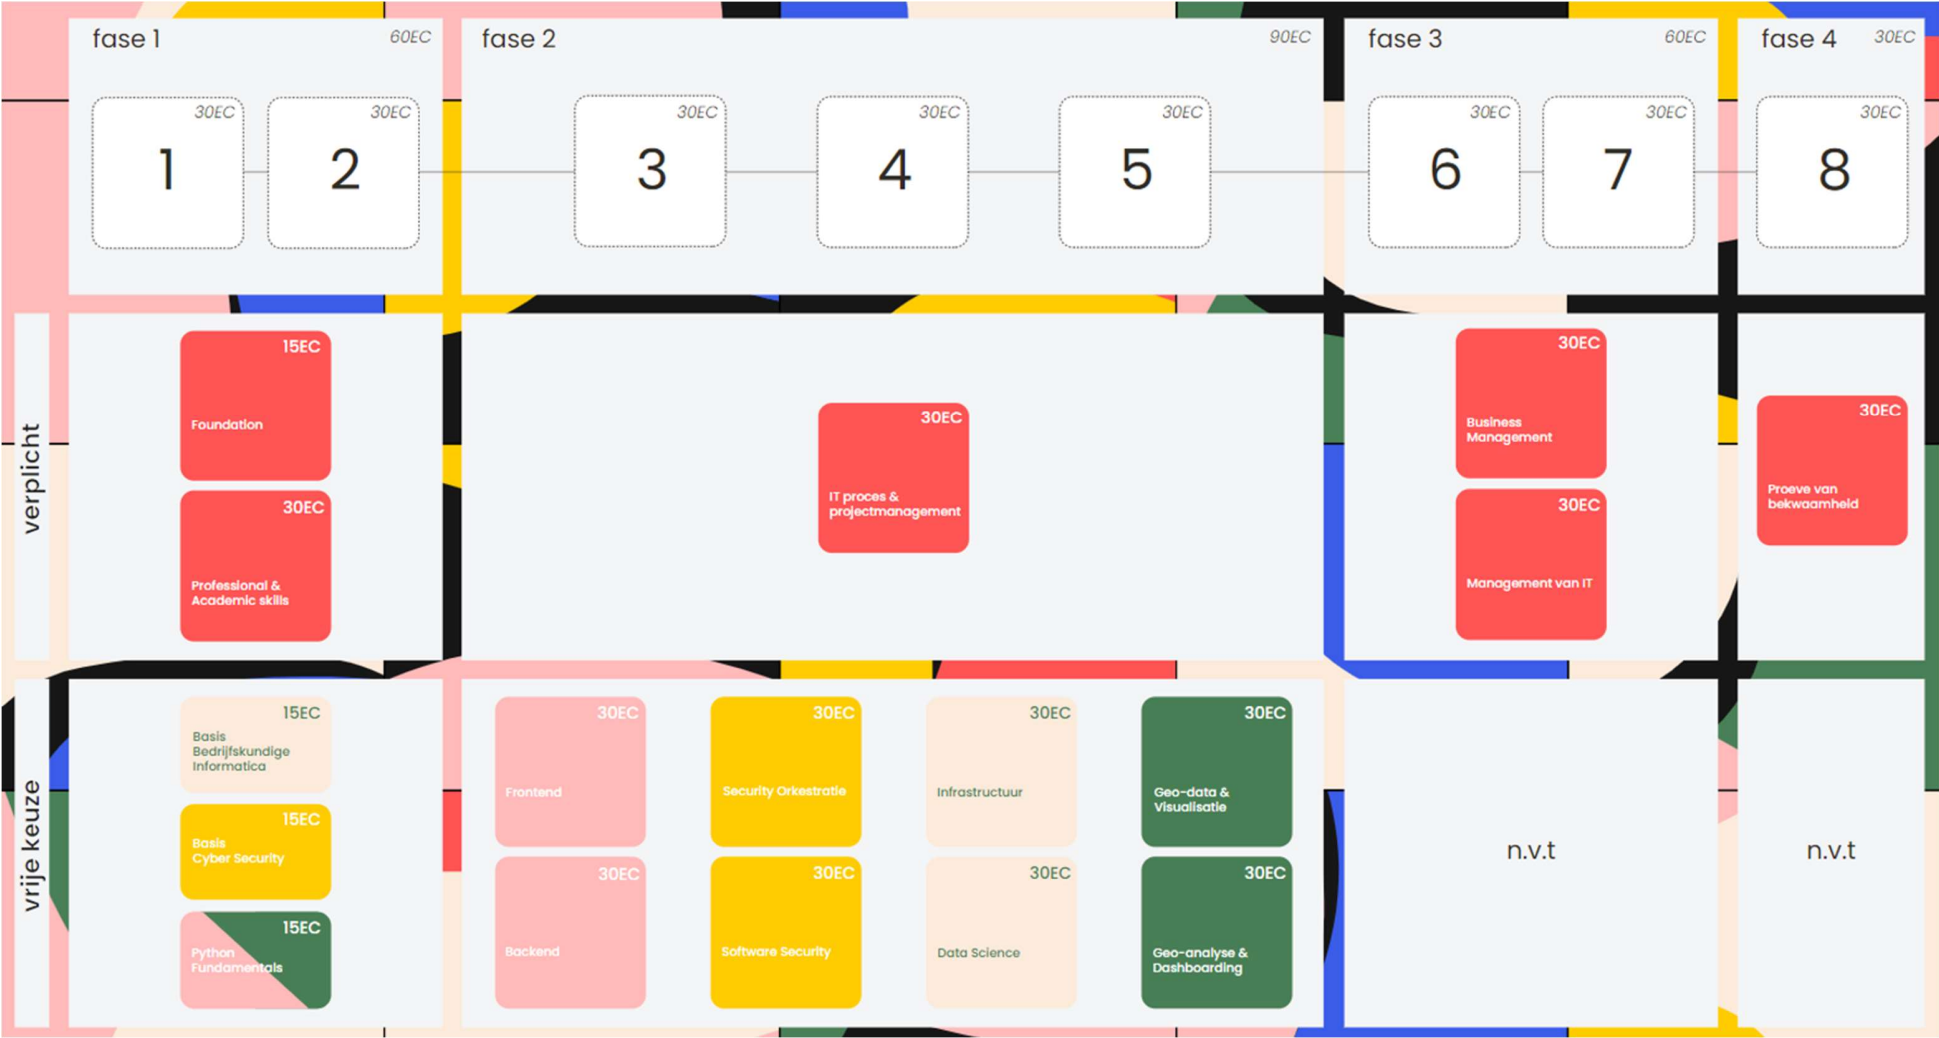 fase 1
60EC
fase 2
90EC
fase 3
60EC
fase 4
30EC
30EC
1
30EC
2
30EC
3
30EC
4
30EC
5
30EC
6
30EC
7
30EC
8
verplicht
15EC
Foundation
30EC
Professional &
Academic skills
30EC
IT proces &
projectmanagement
30EC
Business
Management
30EC
Management van IT
30EC
Proeve van
bekwaamheid
vrije keuze
15EC
Basis
Bedrijfskundige
Informatica
15EC
Basis
Cyber Security
15EC
Python
Fundamentals
30EC
Frontend
30EC
Security Orkestratie
30EC
Infrastructuur
30EC
Geo-data &
Visualisatie
30EC
Backend
30EC
Software Security
30EC
Data Science
30EC
Geo-analyse &
Dashboarding
n.v.t
n.v.t